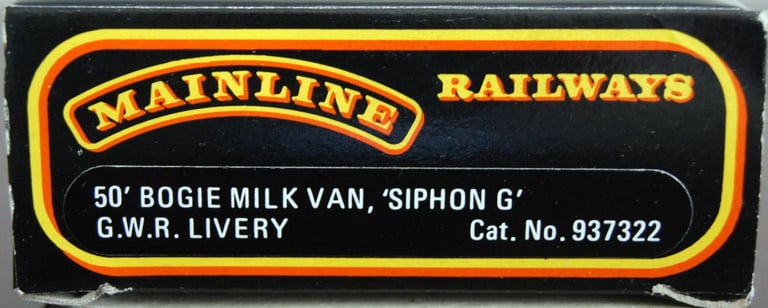 MAINLINE RAILWAYS
50' BOGIE MILK VAN, 'SIPHON G'
G.W.R. LIVERY Cat. No. 937322